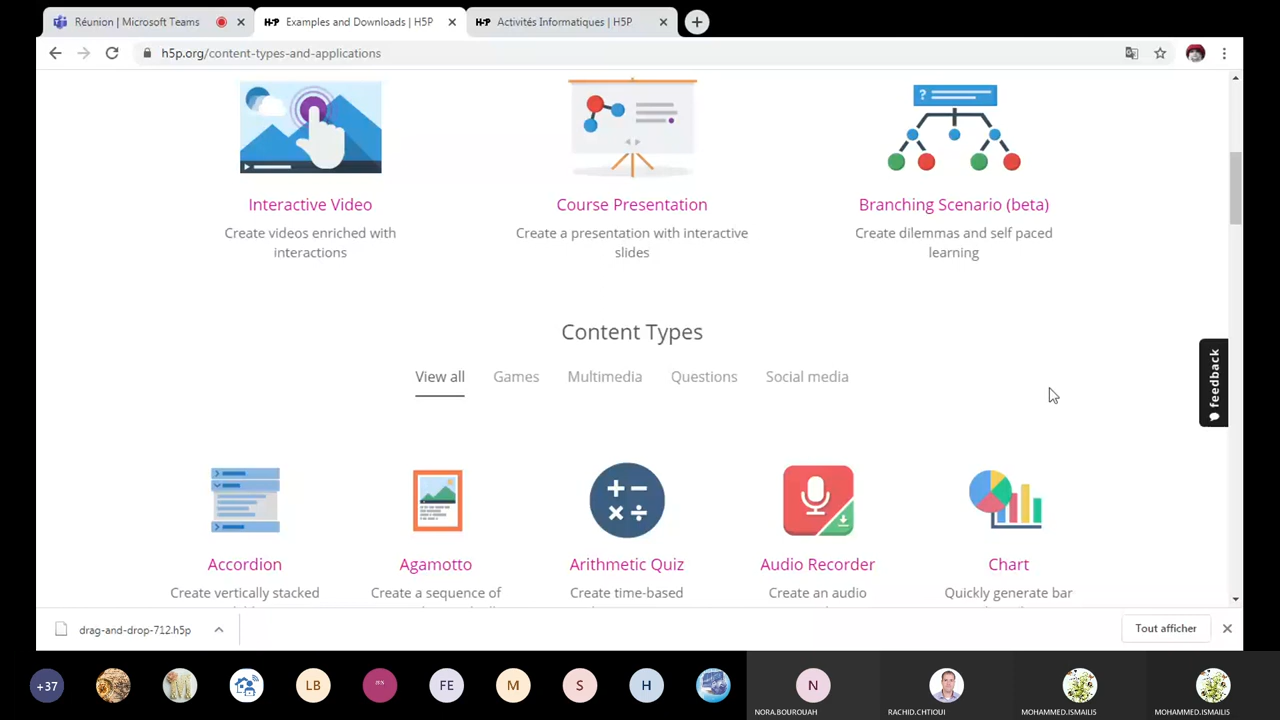 Réunion | Microsoft Teams
H-P Examples and Downloads | H5P
H-P Activités Informatiques | H5P
h5p.org/content-types-and-applications
Interactive Video
Create videos enriched with
interactions
Course Presentation
Create a presentation with interactive
slides
?
Branching Scenario (beta)
Create dilemmas and self paced
learning
Content Types
View all Games Multimedia Questions Social media
feedback
Accordion
Create vertically stacked
Agamotto
Create a sequence of
Arithmetic Quiz
Create time-based
Audio Recorder
Create an audio
Chart
Quickly generate bar
drag-and-drop-712.h5p
Tout afficher
+37 LB FE M S H N
NORA.BOUROUAH RACHID.CHTIOUI MOHAMMED.ISMAILIS MOHAMMED.ISMAILIS